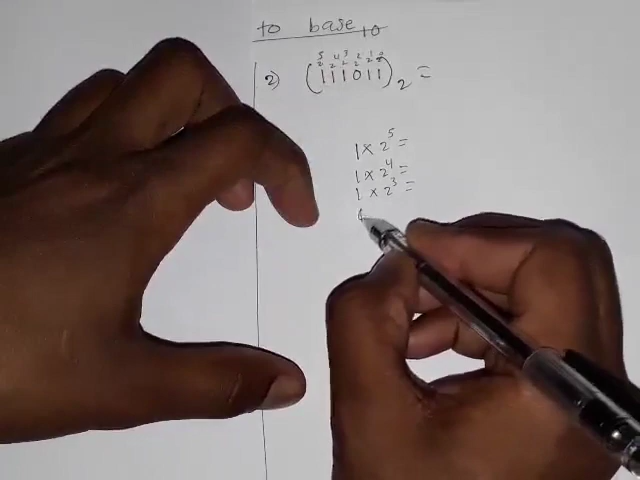 to base 10
2) (111011)₂ =
1 × 2⁵ =
1 × 2⁴ =
1 × 2³ =